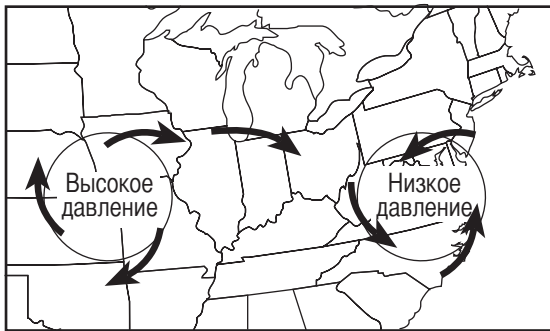 Высокое
давление
Низкое
давление